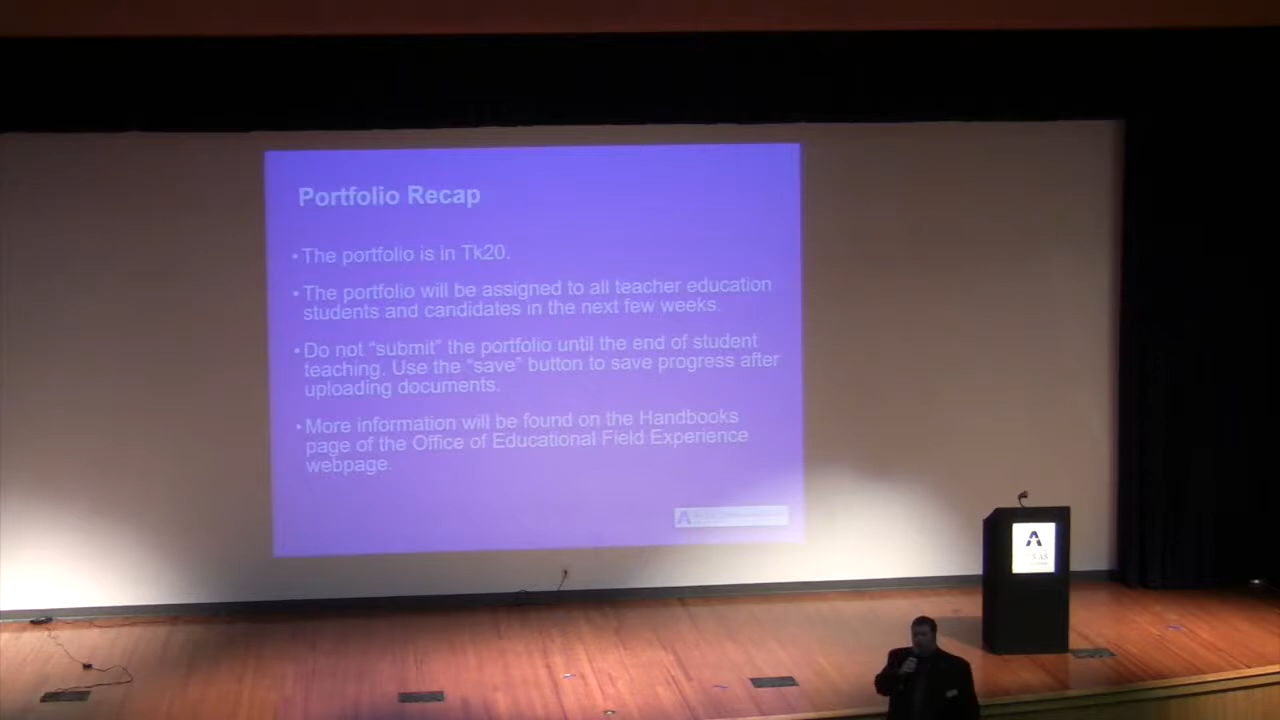 Portfolio Recap
• The portfolio is in Tk20.
• The portfolio will be assigned to all teacher education
students and candidates in the next few weeks.
• Do not “submit” the portfolio until the end of student
teaching. Use the “save” button to save progress after
uploading documents.
• More information will be found on the Handbooks
page of the Office of Educational Field Experience
webpage.
A
A